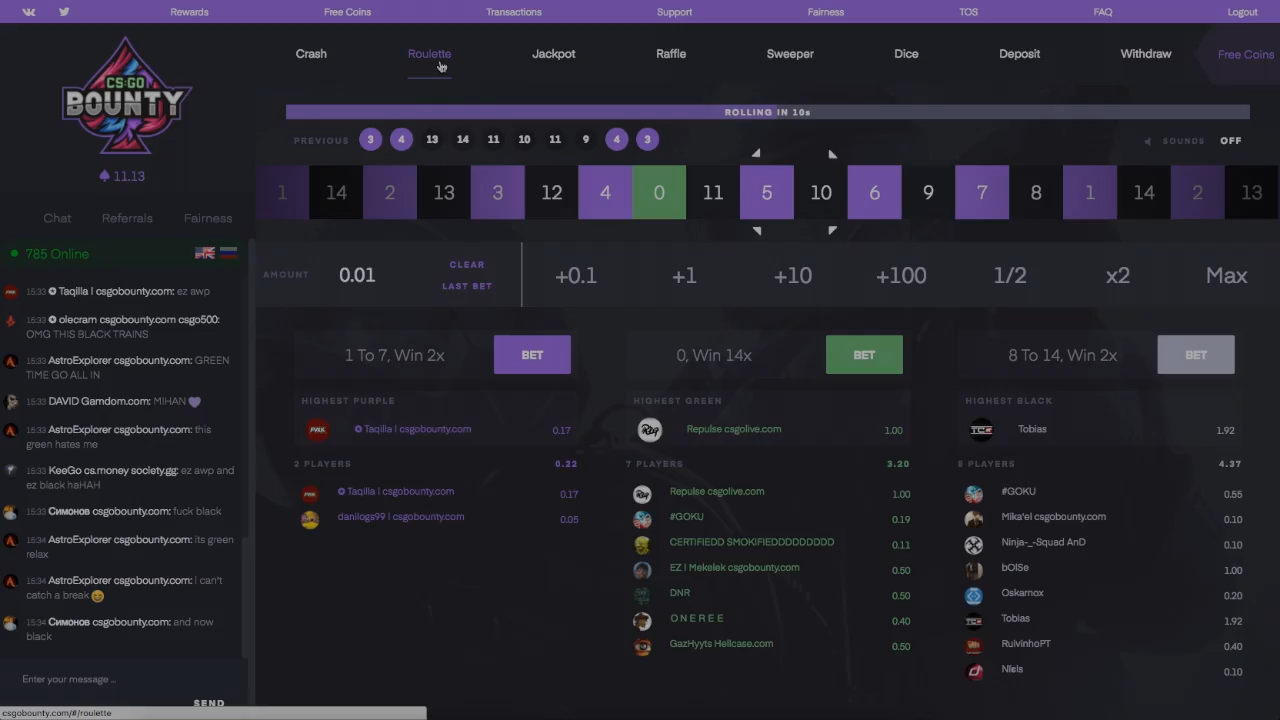 Rewards Free Coins Transactions Support Fairness TOS FAQ Logout
Crash Roulette Jackpot Raffle Sweeper Dice Deposit Withdraw Free Coins
CS:GO
BOUNTY
11.13
ROLLING IN 10s
PREVIOUS 3 4 13 14 11 10 11 9 4 3 SOUNDS OFF
1 14 2 13 3 12 4 0 11 5 10 6 9 7 8 1 14 2 13
Chat Referrals Fairness
785 Online
AMOUNT 0.01 CLEAR
LAST BET
+0.1 +1 +10 +100 1/2 x2 Max
15:33 Taqilla | csgobounty.com: ez awp
15:33 olecram csgobounty.com csgo500:
OMG THIS BLACK TRAINS
15:33 AstroExplorer csgobounty.com: GREEN
TIME GO ALL IN
15:33 DAVID Gamdom.com: MIHAN 💜
15:33 AstroExplorer csgobounty.com: this
green hates me
15:33 KeeGo cs.money society.gg: ez awp and
ez black haHAH
15:33 Симонов csgobounty.com: fuck black
15:33 AstroExplorer csgobounty.com: its green
relax
15:34 AstroExplorer csgobounty.com: I can't
catch a break 😄
15:34 Симонов csgobounty.com: and now
black
Enter your message ...
SEND
csgobounty.com/#/roulette
1 To 7, Win 2x BET
HIGHEST PURPLE
Taqilla | csgobounty.com 0.17
2 PLAYERS 0.22
Taqilla | csgobounty.com 0.17
danilogs99 | csgobounty.com 0.05
0, Win 14x BET
HIGHEST GREEN
Repulse csgolive.com 1.00
7 PLAYERS 3.20
Repulse csgolive.com 1.00
#GOKU 0.19
CERTIFIEDD SMOKIFIEDDDDDDDDD 0.11
EZ | Mekelek csgobounty.com 0.50
DNR 0.50
O N E R E E 0.40
GazHyyts Hellcase.com 0.50
8 To 14, Win 2x BET
HIGHEST BLACK
Tobias 1.92
8 PLAYERS 4.37
#GOKU 0.55
Mika'el csgobounty.com 0.10
Ninja-_-Squad AnD 0.10
bOlSe 1.00
Oskarnox 0.20
Tobias 1.92
RuivinhoPT 0.40
N1els 0.10